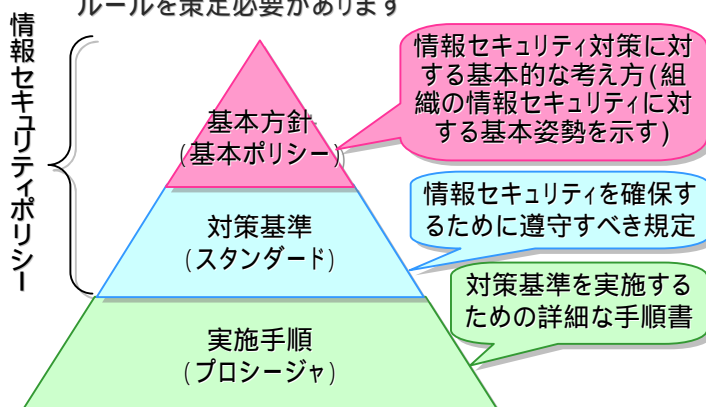 ルールを策定必要があります
情報セキュリティポリシー
情報セキュリティ対策に対
する基本的な考え方(組
織の情報セキュリティに対
する基本姿勢を示す)
基本方針
(基本ポリシー)
情報セキュリティを確保す
るために遵守すべき規定
対策基準
(スタンダード)
対策基準を実施する
ための詳細な手順書
実施手順
(プロシージャ)